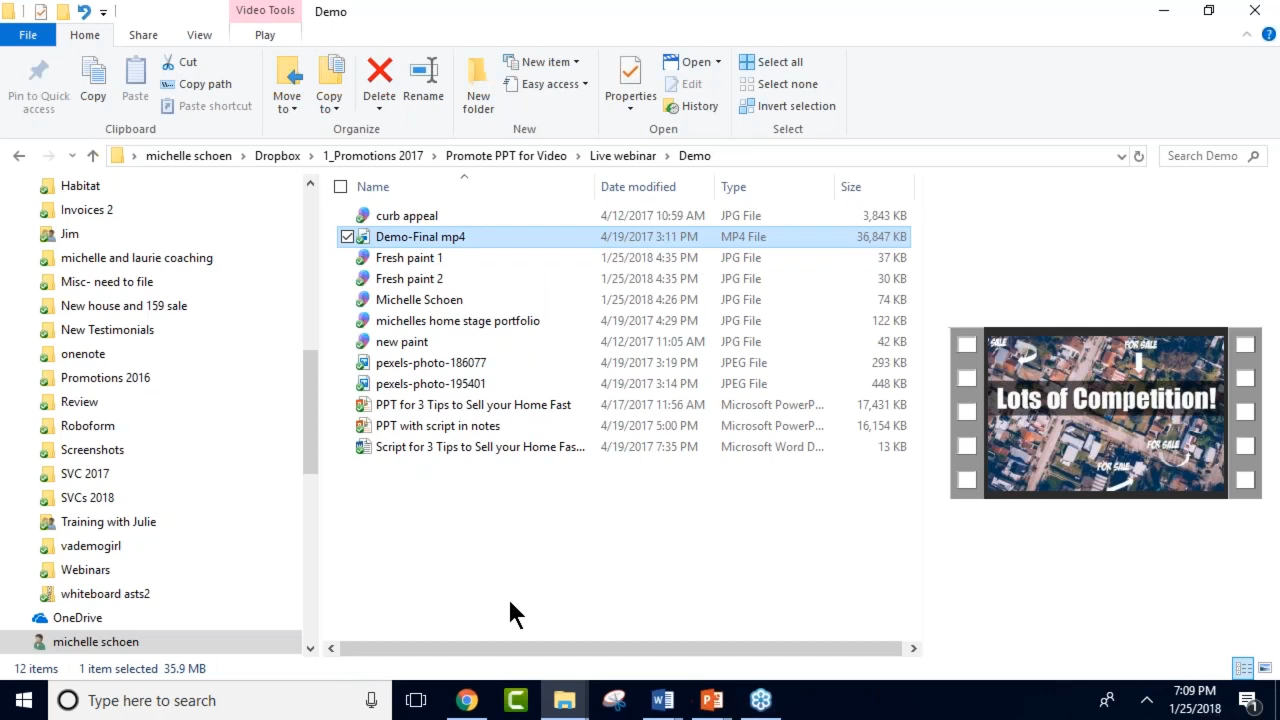 Video Tools Demo
File Home Share View Play
Pin to Quick access
Copy
Paste
Cut
Copy path
Paste shortcut
Clipboard
Move to
Copy to
Delete
Rename
Organize
New folder
New item
Easy access
New
Properties
Open
Edit
History
Open
Select all
Select none
Invert selection
Select
michelle schoen > Dropbox > 1_Promotions 2017 > Promote PPT for Video > Live webinar > Demo
Search Demo
Habitat
Invoices 2
Jim
michelle and laurie coaching
Misc- need to file
New house and 159 sale
New Testimonials
onenote
Promotions 2016
Review
Roboform
Screenshots
SVC 2017
SVCs 2018
Training with Julie
vademogirl
Webinars
whiteboard asts2
OneDrive
michelle schoen
Name Date modified Type Size
curb appeal 4/12/2017 10:59 AM JPG File 3,843 KB
Demo-Final mp4 4/19/2017 3:11 PM MP4 File 36,847 KB
Fresh paint 1 1/25/2018 4:35 PM JPG File 37 KB
Fresh paint 2 1/25/2018 4:35 PM JPG File 30 KB
Michelle Schoen 1/25/2018 4:26 PM JPG File 74 KB
michelles home stage portfolio 4/19/2017 4:29 PM JPG File 122 KB
new paint 4/12/2017 11:05 AM JPG File 42 KB
pexels-photo-186077 4/19/2017 3:19 PM JPEG File 293 KB
pexels-photo-195401 4/19/2017 3:14 PM JPEG File 448 KB
PPT for 3 Tips to Sell your Home Fast 4/17/2017 11:56 AM Microsoft PowerP... 17,431 KB
PPT with script in notes 4/19/2017 5:00 PM Microsoft PowerP... 16,154 KB
Script for 3 Tips to Sell your Home Fas... 4/19/2017 7:35 PM Microsoft Word D... 13 KB
SALE
FOR SALE
Lots of Competition!
FOR SALE
FOR SALE
12 items 1 item selected 35.9 MB
Type here to search
7:09 PM
1/25/2018
1